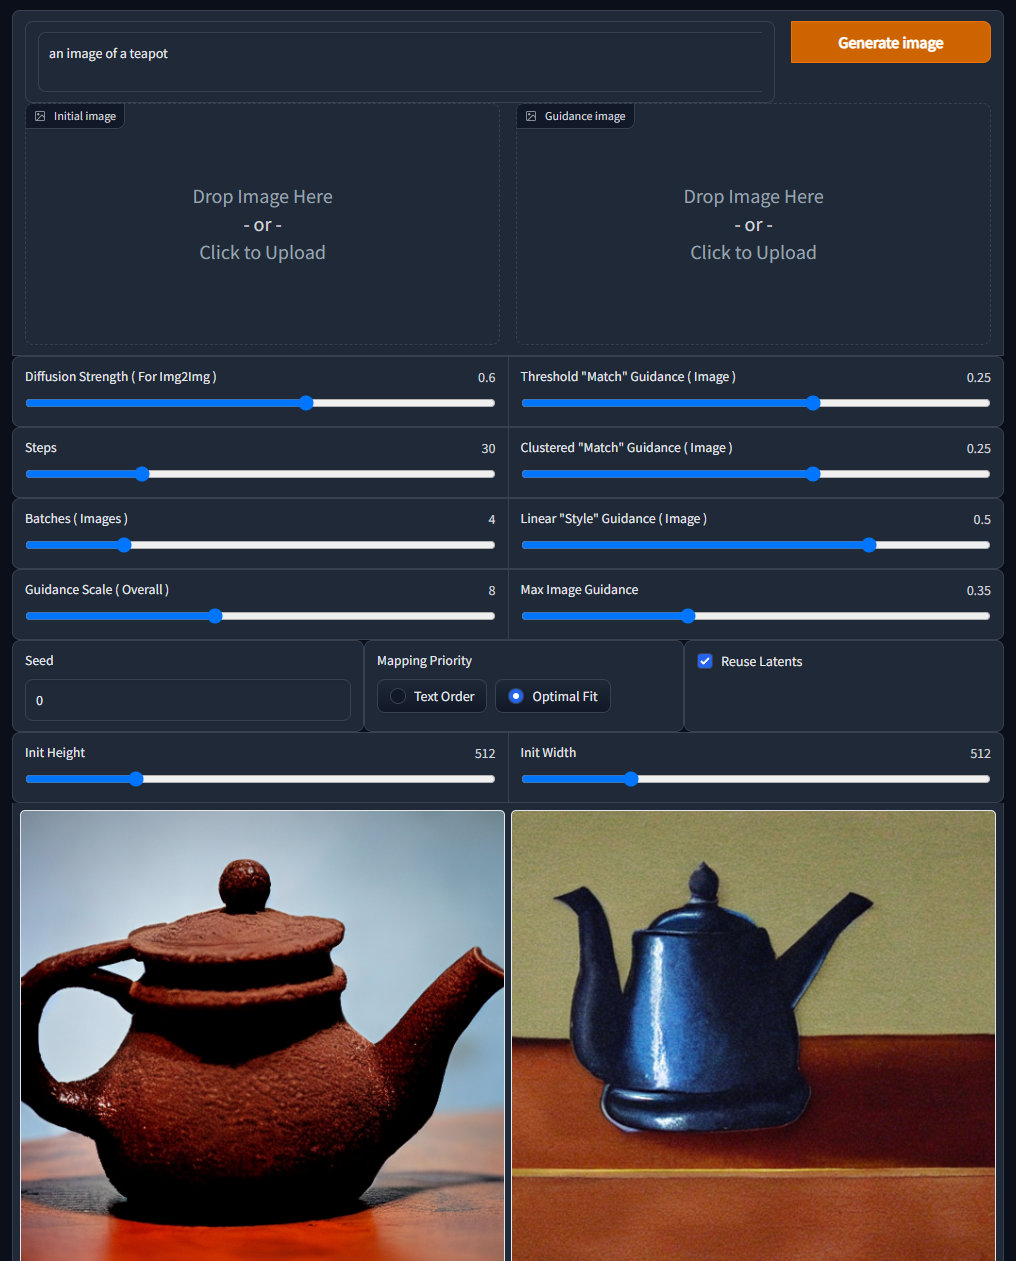 an image of a teapot
Generate image
Initial image
Guidance image
Drop Image Here
- or -
Click to Upload
Drop Image Here
- or -
Click to Upload
Diffusion Strength ( For Img2Img )
0.6
Threshold "Match" Guidance ( Image )
0.25
Steps
30
Clustered "Match" Guidance ( Image )
0.25
Batches ( Images )
4
Linear "Style" Guidance ( Image )
0.5
Guidance Scale ( Overall )
8
Max Image Guidance
0.35
Seed
0
Mapping Priority
Text Order
Optimal Fit
Reuse Latents
Init Height
512
Init Width
512